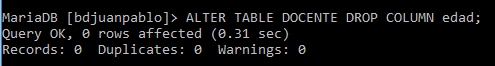 MariaDB [bdjuanpablo]> ALTER TABLE DOCENTE DROP COLUMN edad;
Query OK, 0 rows affected (0.31 sec)
Records: 0  Duplicates: 0  Warnings: 0